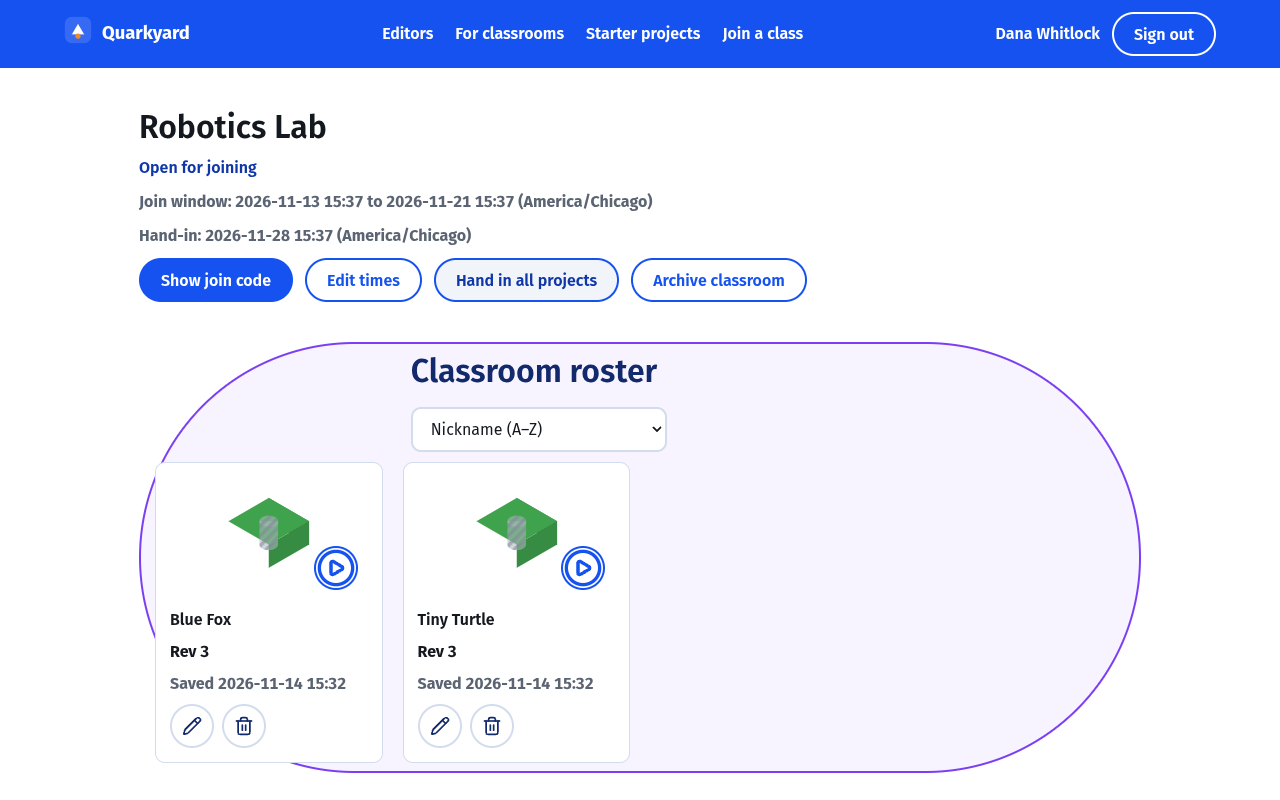 Quarkyard
Editors For classrooms Starter projects Join a class
Dana Whitlock Sign out
Robotics Lab
Open for joining
Join window: 2026-11-13 15:37 to 2026-11-21 15:37 (America/Chicago)
Hand-in: 2026-11-28 15:37 (America/Chicago)
Show join code Edit times Hand in all projects Archive classroom
Classroom roster
Nickname (A–Z)
Blue Fox
Rev 3
Saved 2026-11-14 15:32
Tiny Turtle
Rev 3
Saved 2026-11-14 15:32